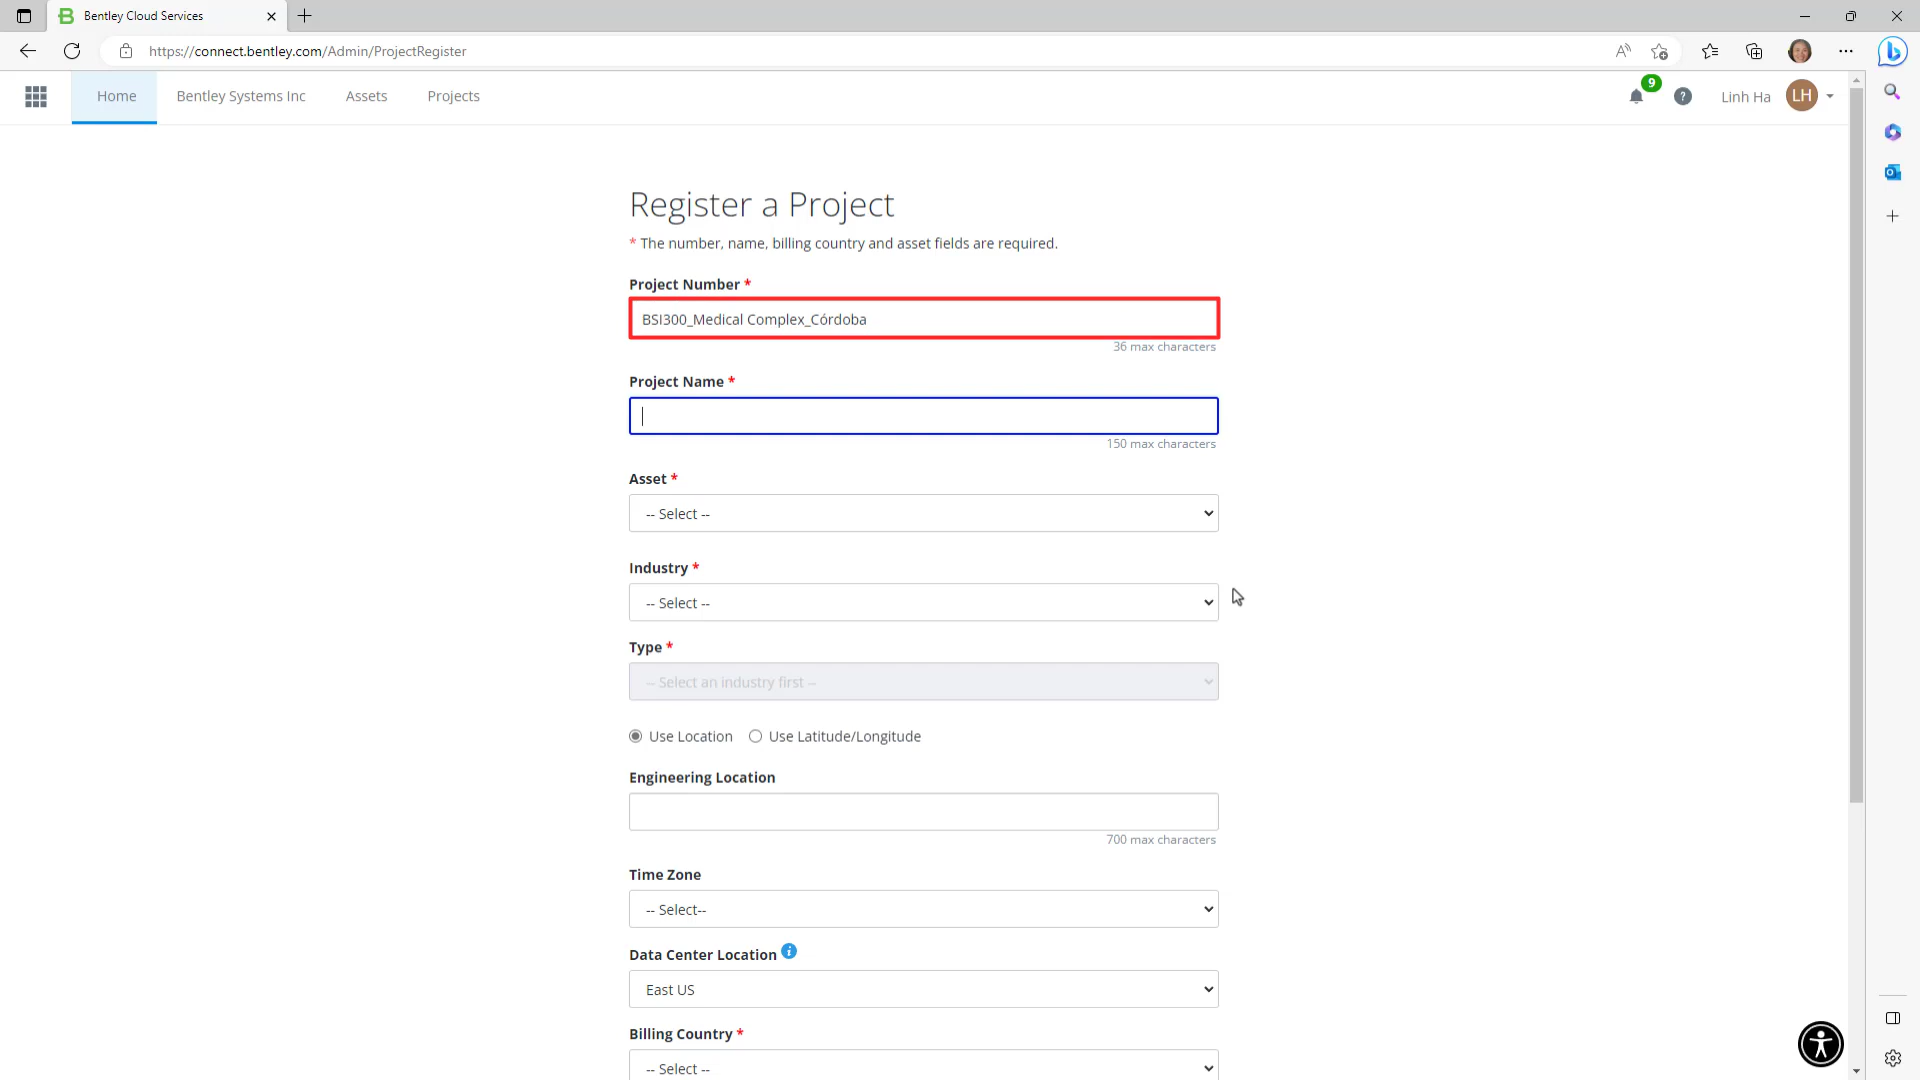 Bentley Cloud Services
https://connect.bentley.com/Admin/ProjectRegister
Home
Bentley Systems Inc
Assets
Projects
9
?
Linh Ha
LH
Register a Project
* The number, name, billing country and asset fields are required.
Project Number *
BSI300_Medical Complex_Córdoba
36 max characters
Project Name *
150 max characters
Asset *
-- Select --
Industry *
-- Select --
Type *
-- Select an industry first --
Use Location
Use Latitude/Longitude
Engineering Location
700 max characters
Time Zone
-- Select--
Data Center Location
East US
Billing Country *
-- Select --